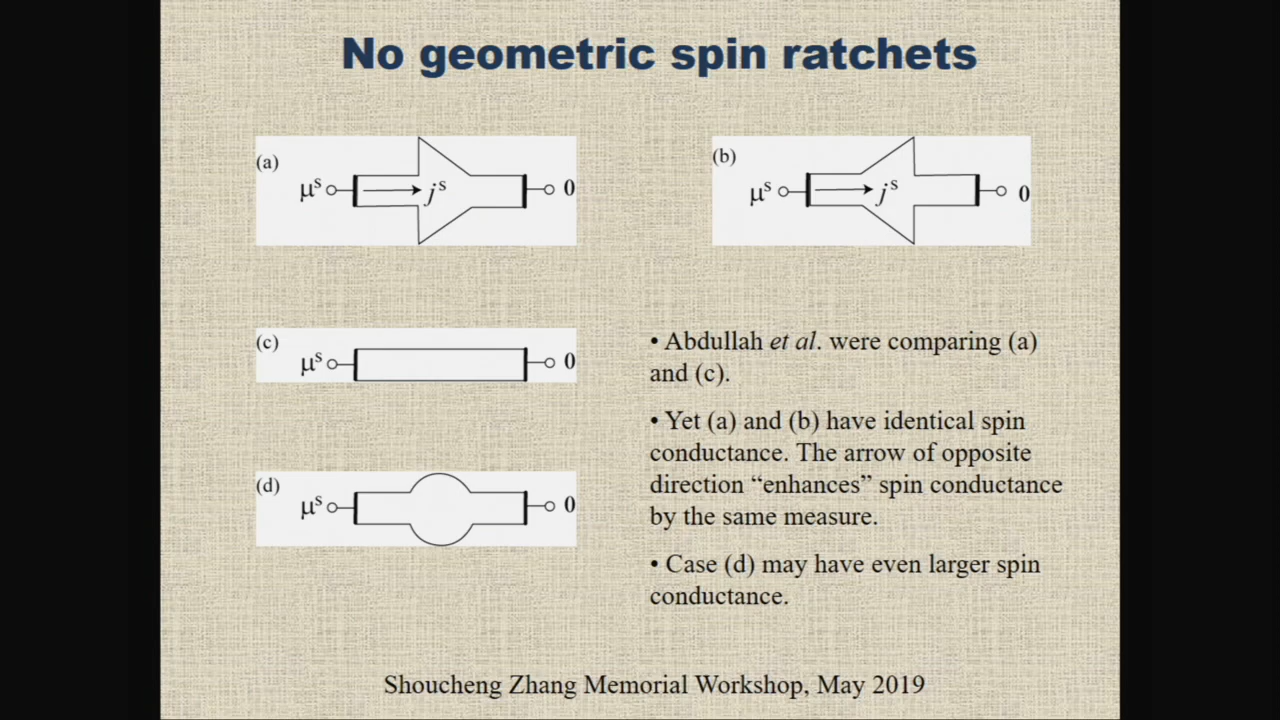 No geometric spin ratchets
(a)
μˢ
jˢ
0
(b)
μˢ
jˢ
0
(c)
μˢ
0
(d)
μˢ
0
• Abdullah et al. were comparing (a)
and (c).
• Yet (a) and (b) have identical spin
conductance. The arrow of opposite
direction “enhances” spin conductance
by the same measure.
• Case (d) may have even larger spin
conductance.
Shoucheng Zhang Memorial Workshop, May 2019